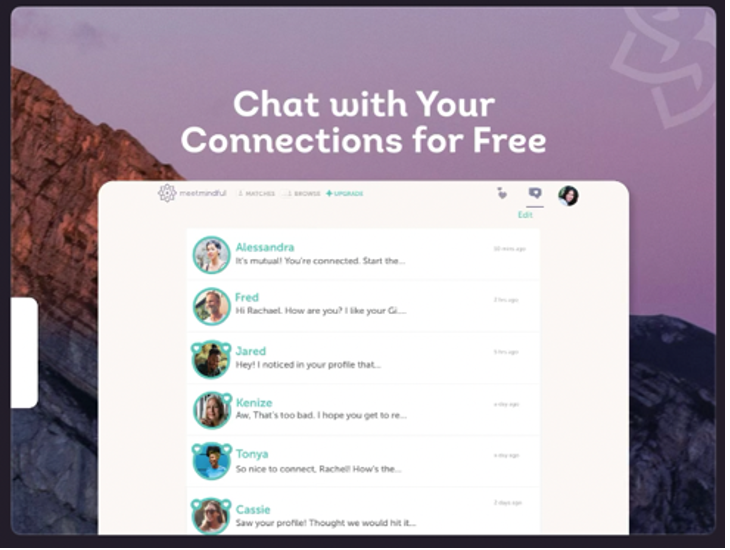 Chat with Your
Connections for Free
meetmindful MATCHES BROWSE UPGRADE
Edit
Alessandra
It's mutual! You're connected. Start the...
10 mins ago
Fred
Hi Rachael. How are you? I like your Gi....
2 hrs ago
Jared
Hey! I noticed in your profile that...
5 hrs ago
Kenize
Aw, That's too bad. I hope you get to re...
a day ago
Tonya
So nice to connect, Rachel! How's the...
a day ago
Cassie
Saw your profile! Thought we would hit it...
2 days ago